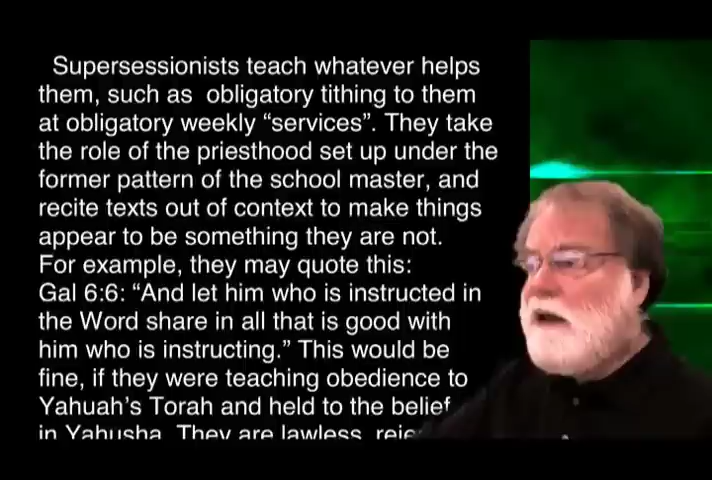 Supersessionists teach whatever helps
them, such as obligatory tithing to them
at obligatory weekly “services”. They take
the role of the priesthood set up under the
former pattern of the school master, and
recite texts out of context to make things
appear to be something they are not.
For example, they may quote this:
Gal 6:6: “And let him who is instructed in
the Word share in all that is good with
him who is instructing.” This would be
fine, if they were teaching obedience to
Yahuah’s Torah and held to the belief
in Yahusha. They are lawless,